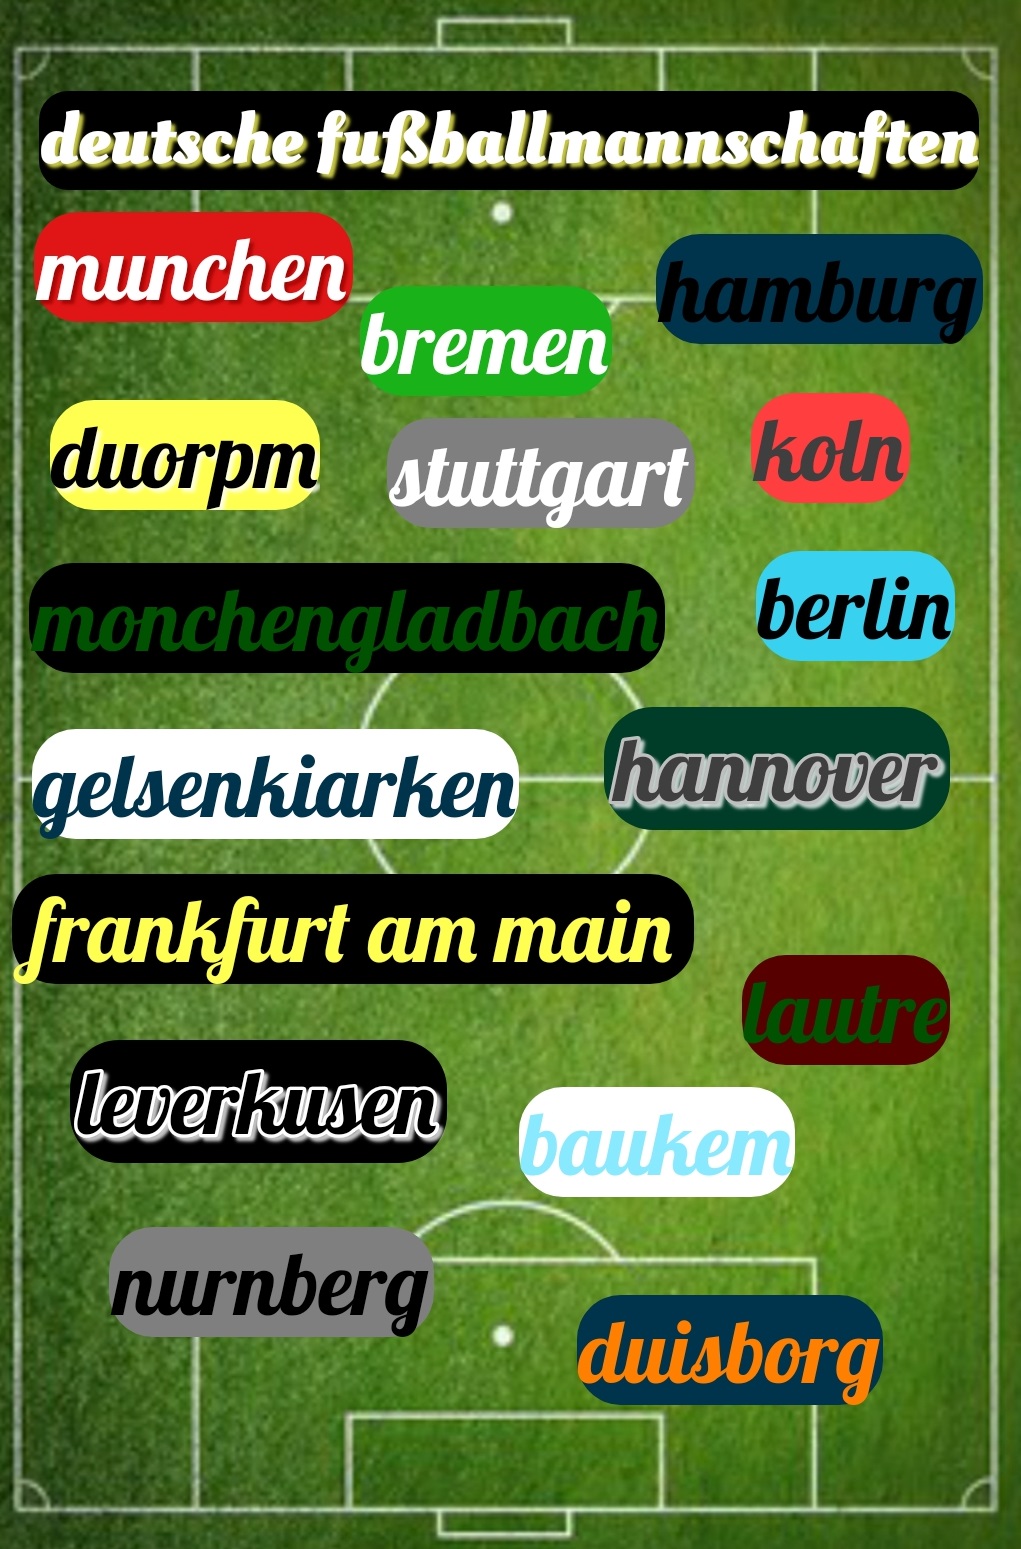 deutsche fußballmannschaften
munchen
hamburg
bremen
duorpm
stuttgart
koln
monchengladbach
berlin
gelsenkiarken
hannover
frankfurt am main
lautre
leverkusen
baukem
nurnberg
duisborg